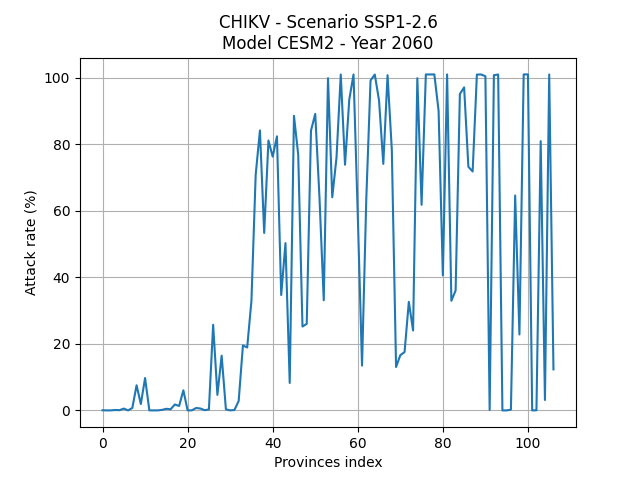 CHIKV - Scenario SSP1-2.6
Model CESM2 - Year 2060
100
80
60
40
20
0
Attack rate (%)
0 20 40 60 80 100
Provinces index